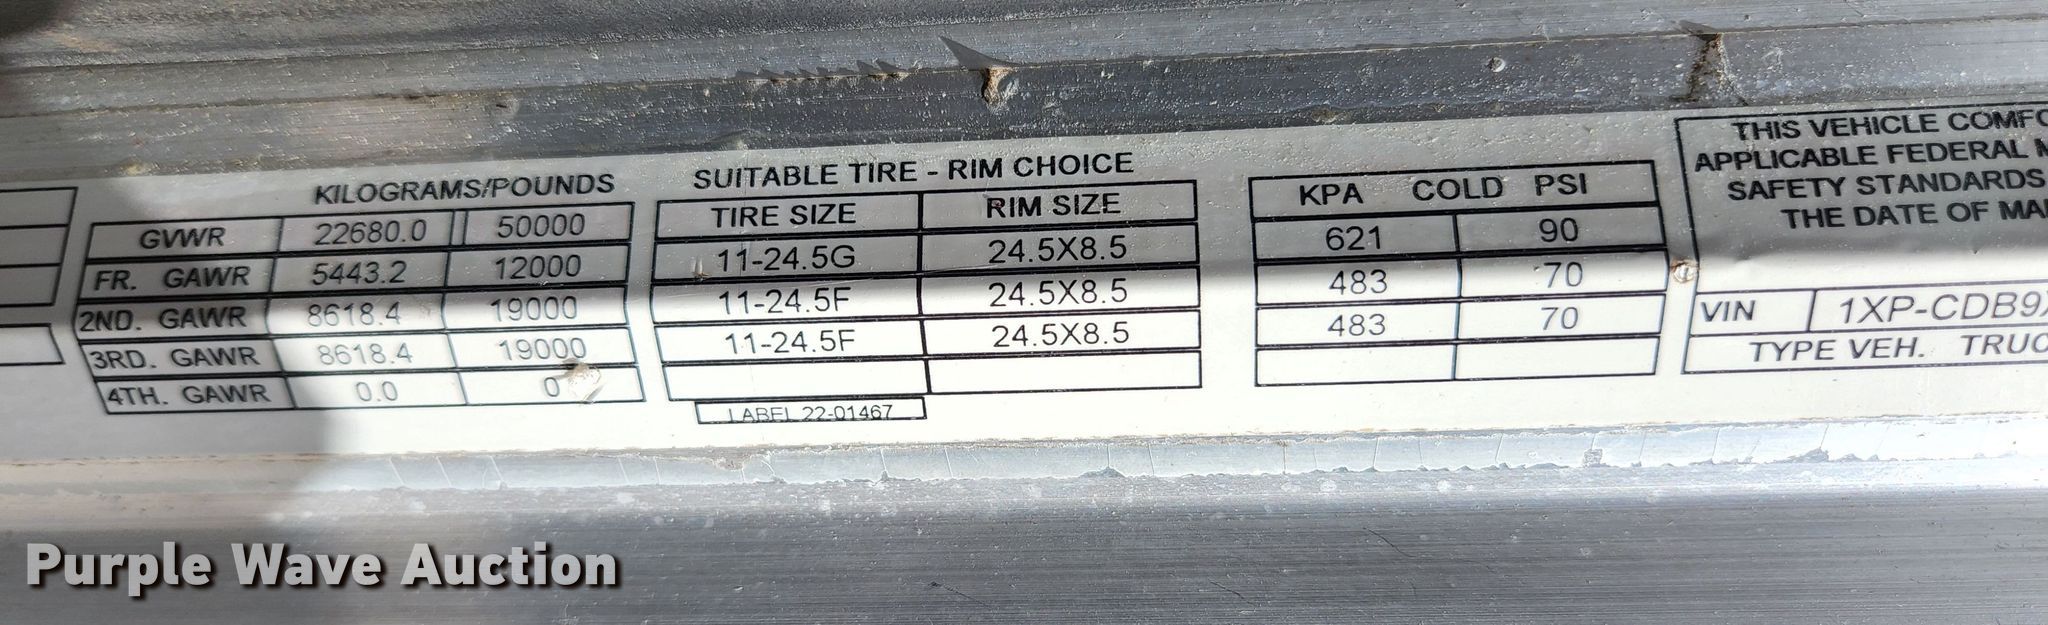 KILOGRAMS/POUNDS
GVWR 22680.0 50000
FR. GAWR 5443.2 12000
2ND. GAWR 8618.4 19000
3RD. GAWR 8618.4 19000
4TH. GAWR 0.0 0
SUITABLE TIRE - RIM CHOICE
TIRE SIZE RIM SIZE
11-24.5G 24.5X8.5
11-24.5F 24.5X8.5
11-24.5F 24.5X8.5
LABEL 22-01467
KPA COLD PSI
621 90
483 70
483 70
THIS VEHICLE COMFO
APPLICABLE FEDERAL M
SAFETY STANDARDS
THE DATE OF MA
VIN 1XP-CDB9X
TYPE VEH. TRUC
Purple Wave Auction